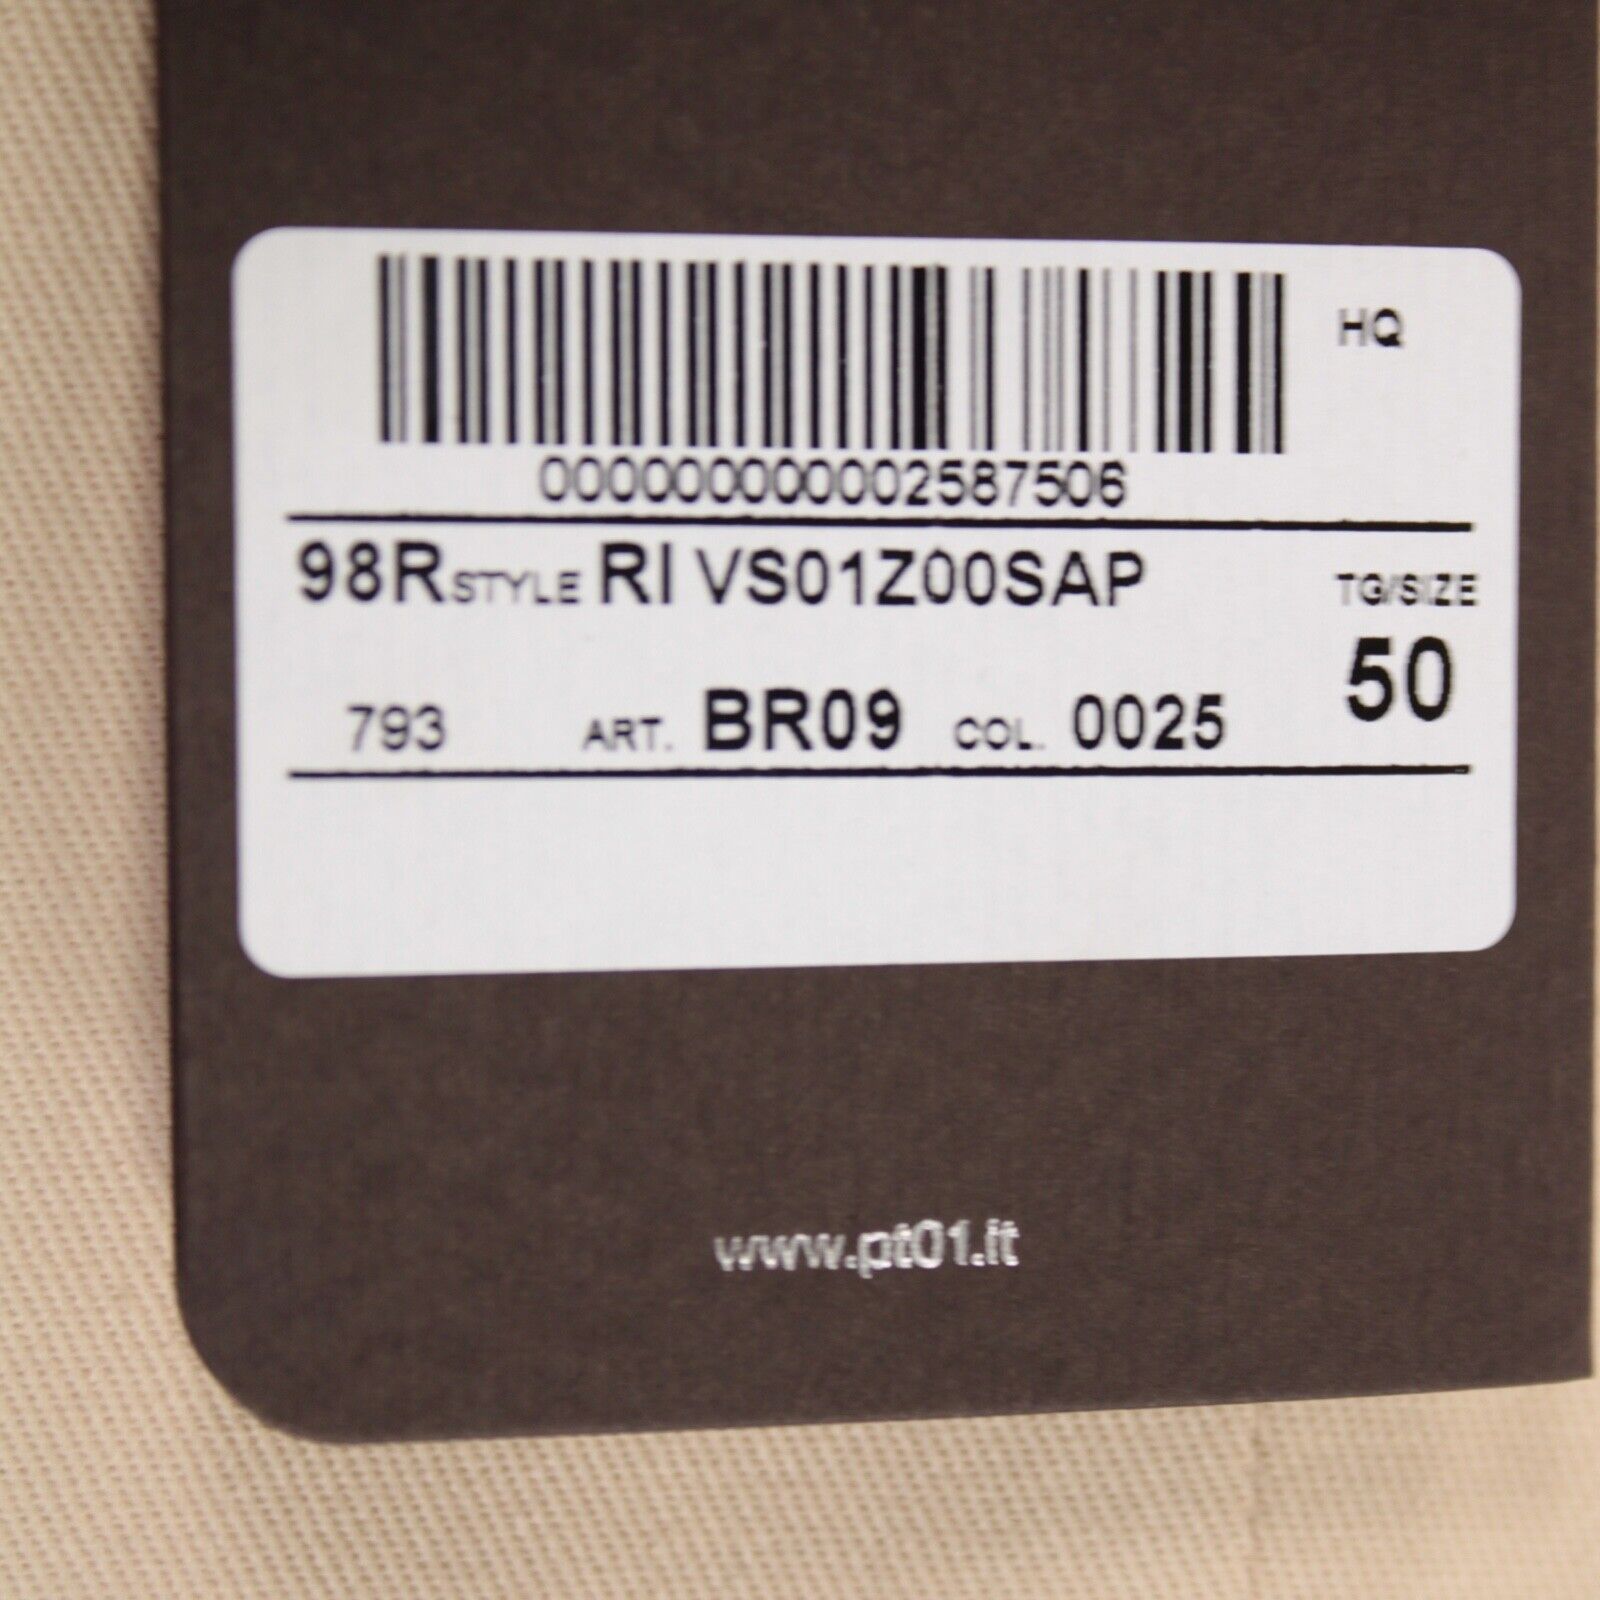 HQ
000000000002587506
98R STYLE RI VS01Z00SAP TG/SIZE
793 ART. BR09 COL. 0025 50
www.pt01.it